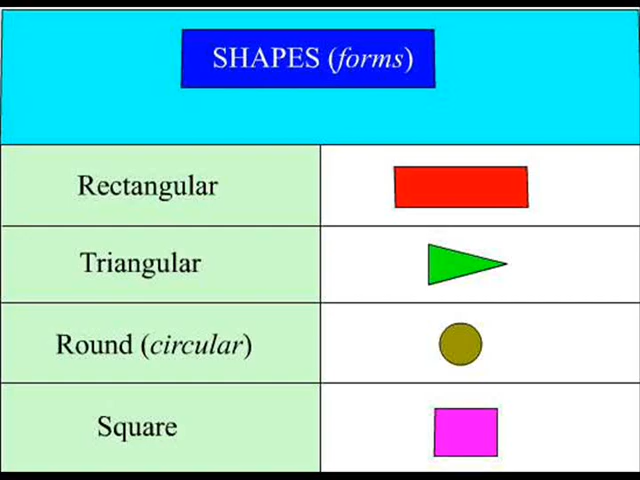 SHAPES (forms)
Rectangular
Triangular
Round (circular)
Square